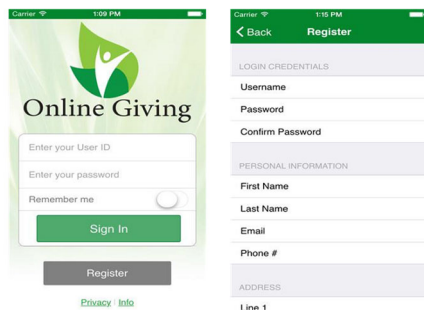 Carrier 1:09 PM
Online Giving
Enter your User ID
Enter your password
Remember me
Sign In
Register
Privacy | Info
Carrier 1:15 PM
Back Register
LOGIN CREDENTIALS
Username
Password
Confirm Password
PERSONAL INFORMATION
First Name
Last Name
Email
Phone #
ADDRESS
Line 1